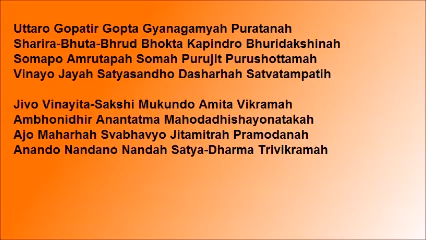 Uttaro Gopatir Gopta Gyanagamyah Puratanah
Sharira-Bhuta-Bhrud Bhokta Kapindro Bhuridakshinah
Somapo Amrutapah Somah Purujit Purushottamah
Vinayo Jayah Satyasandho Dasharhah Satvatampatih
Jivo Vinayita-Sakshi Mukundo Amita Vikramah
Ambhonidhir Anantatma Mahodadhishayonatakah
Ajo Maharhah Svabhavyo Jitamitrah Pramodanah
Anando Nandano Nandah Satya-Dharma Trivikramah